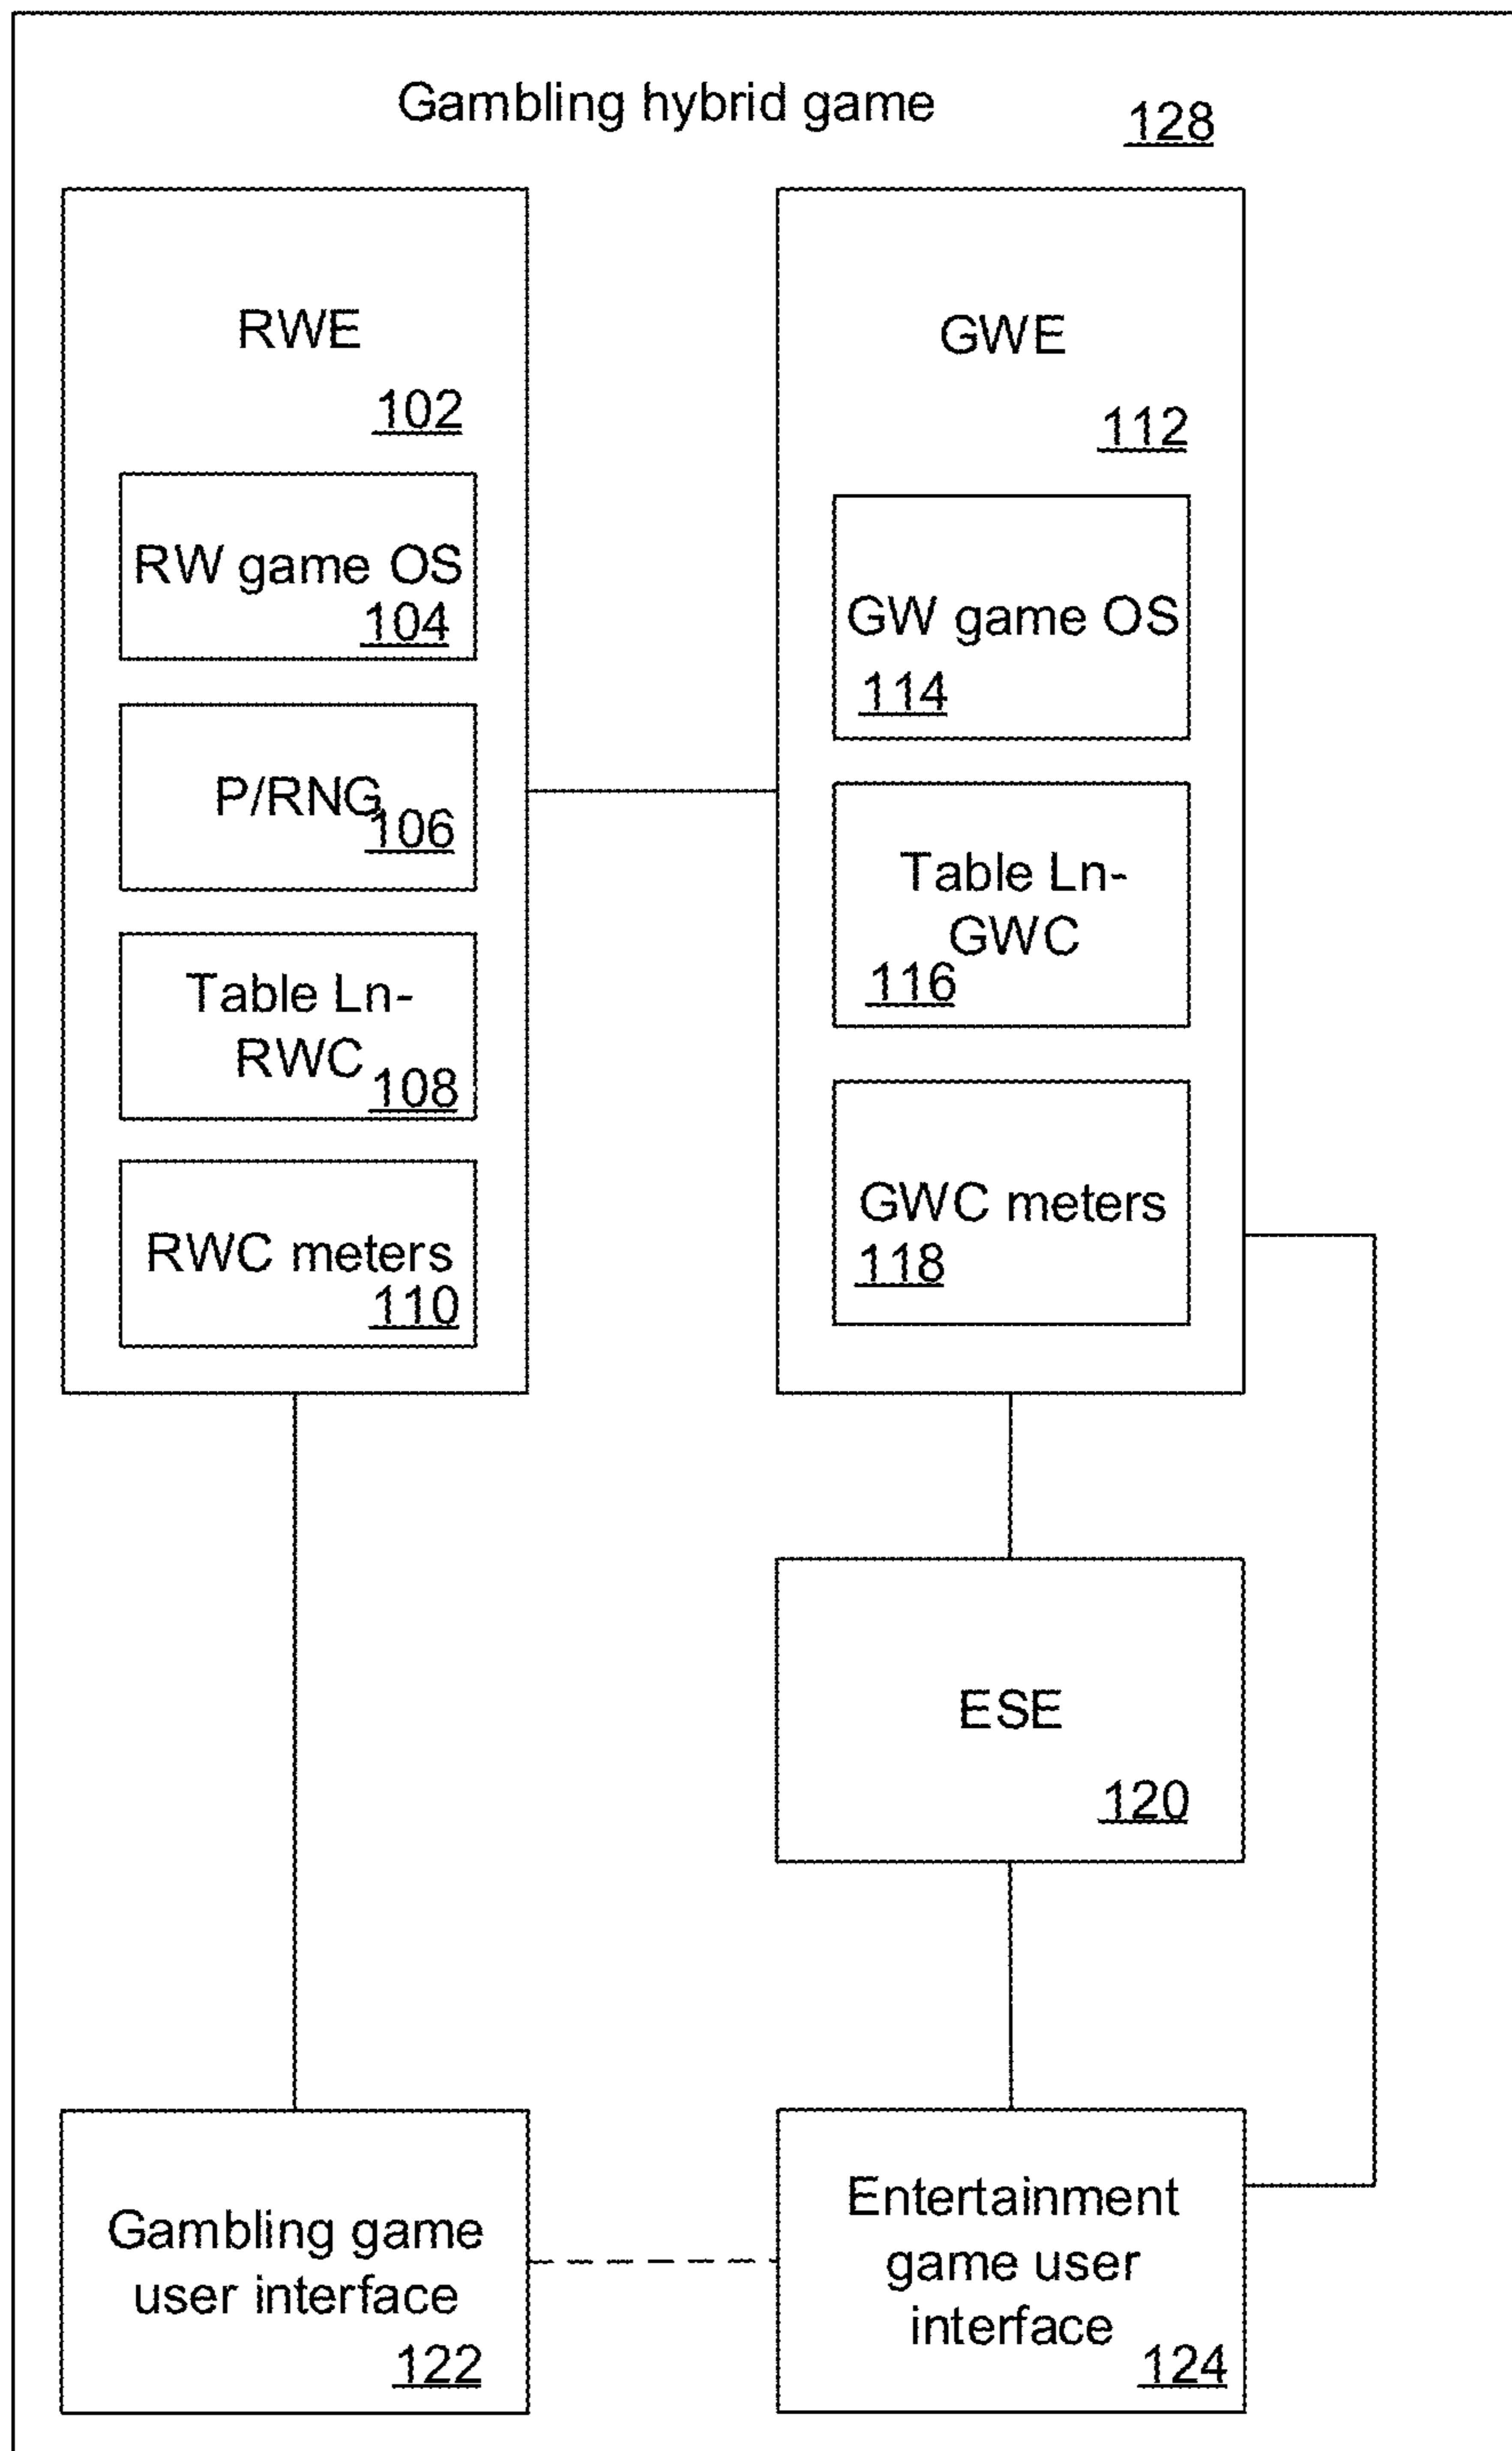 Gambling hybrid game
128
RWE
102
RW game OS
104
P/RNG
106
Table Ln-
RWC
108
RWC meters
110
GWE
112
GW game OS
114
Table Ln-
GWC
116
GWC meters
118
ESE
120
Gambling game
user interface
122
Entertainment
game user
interface
124